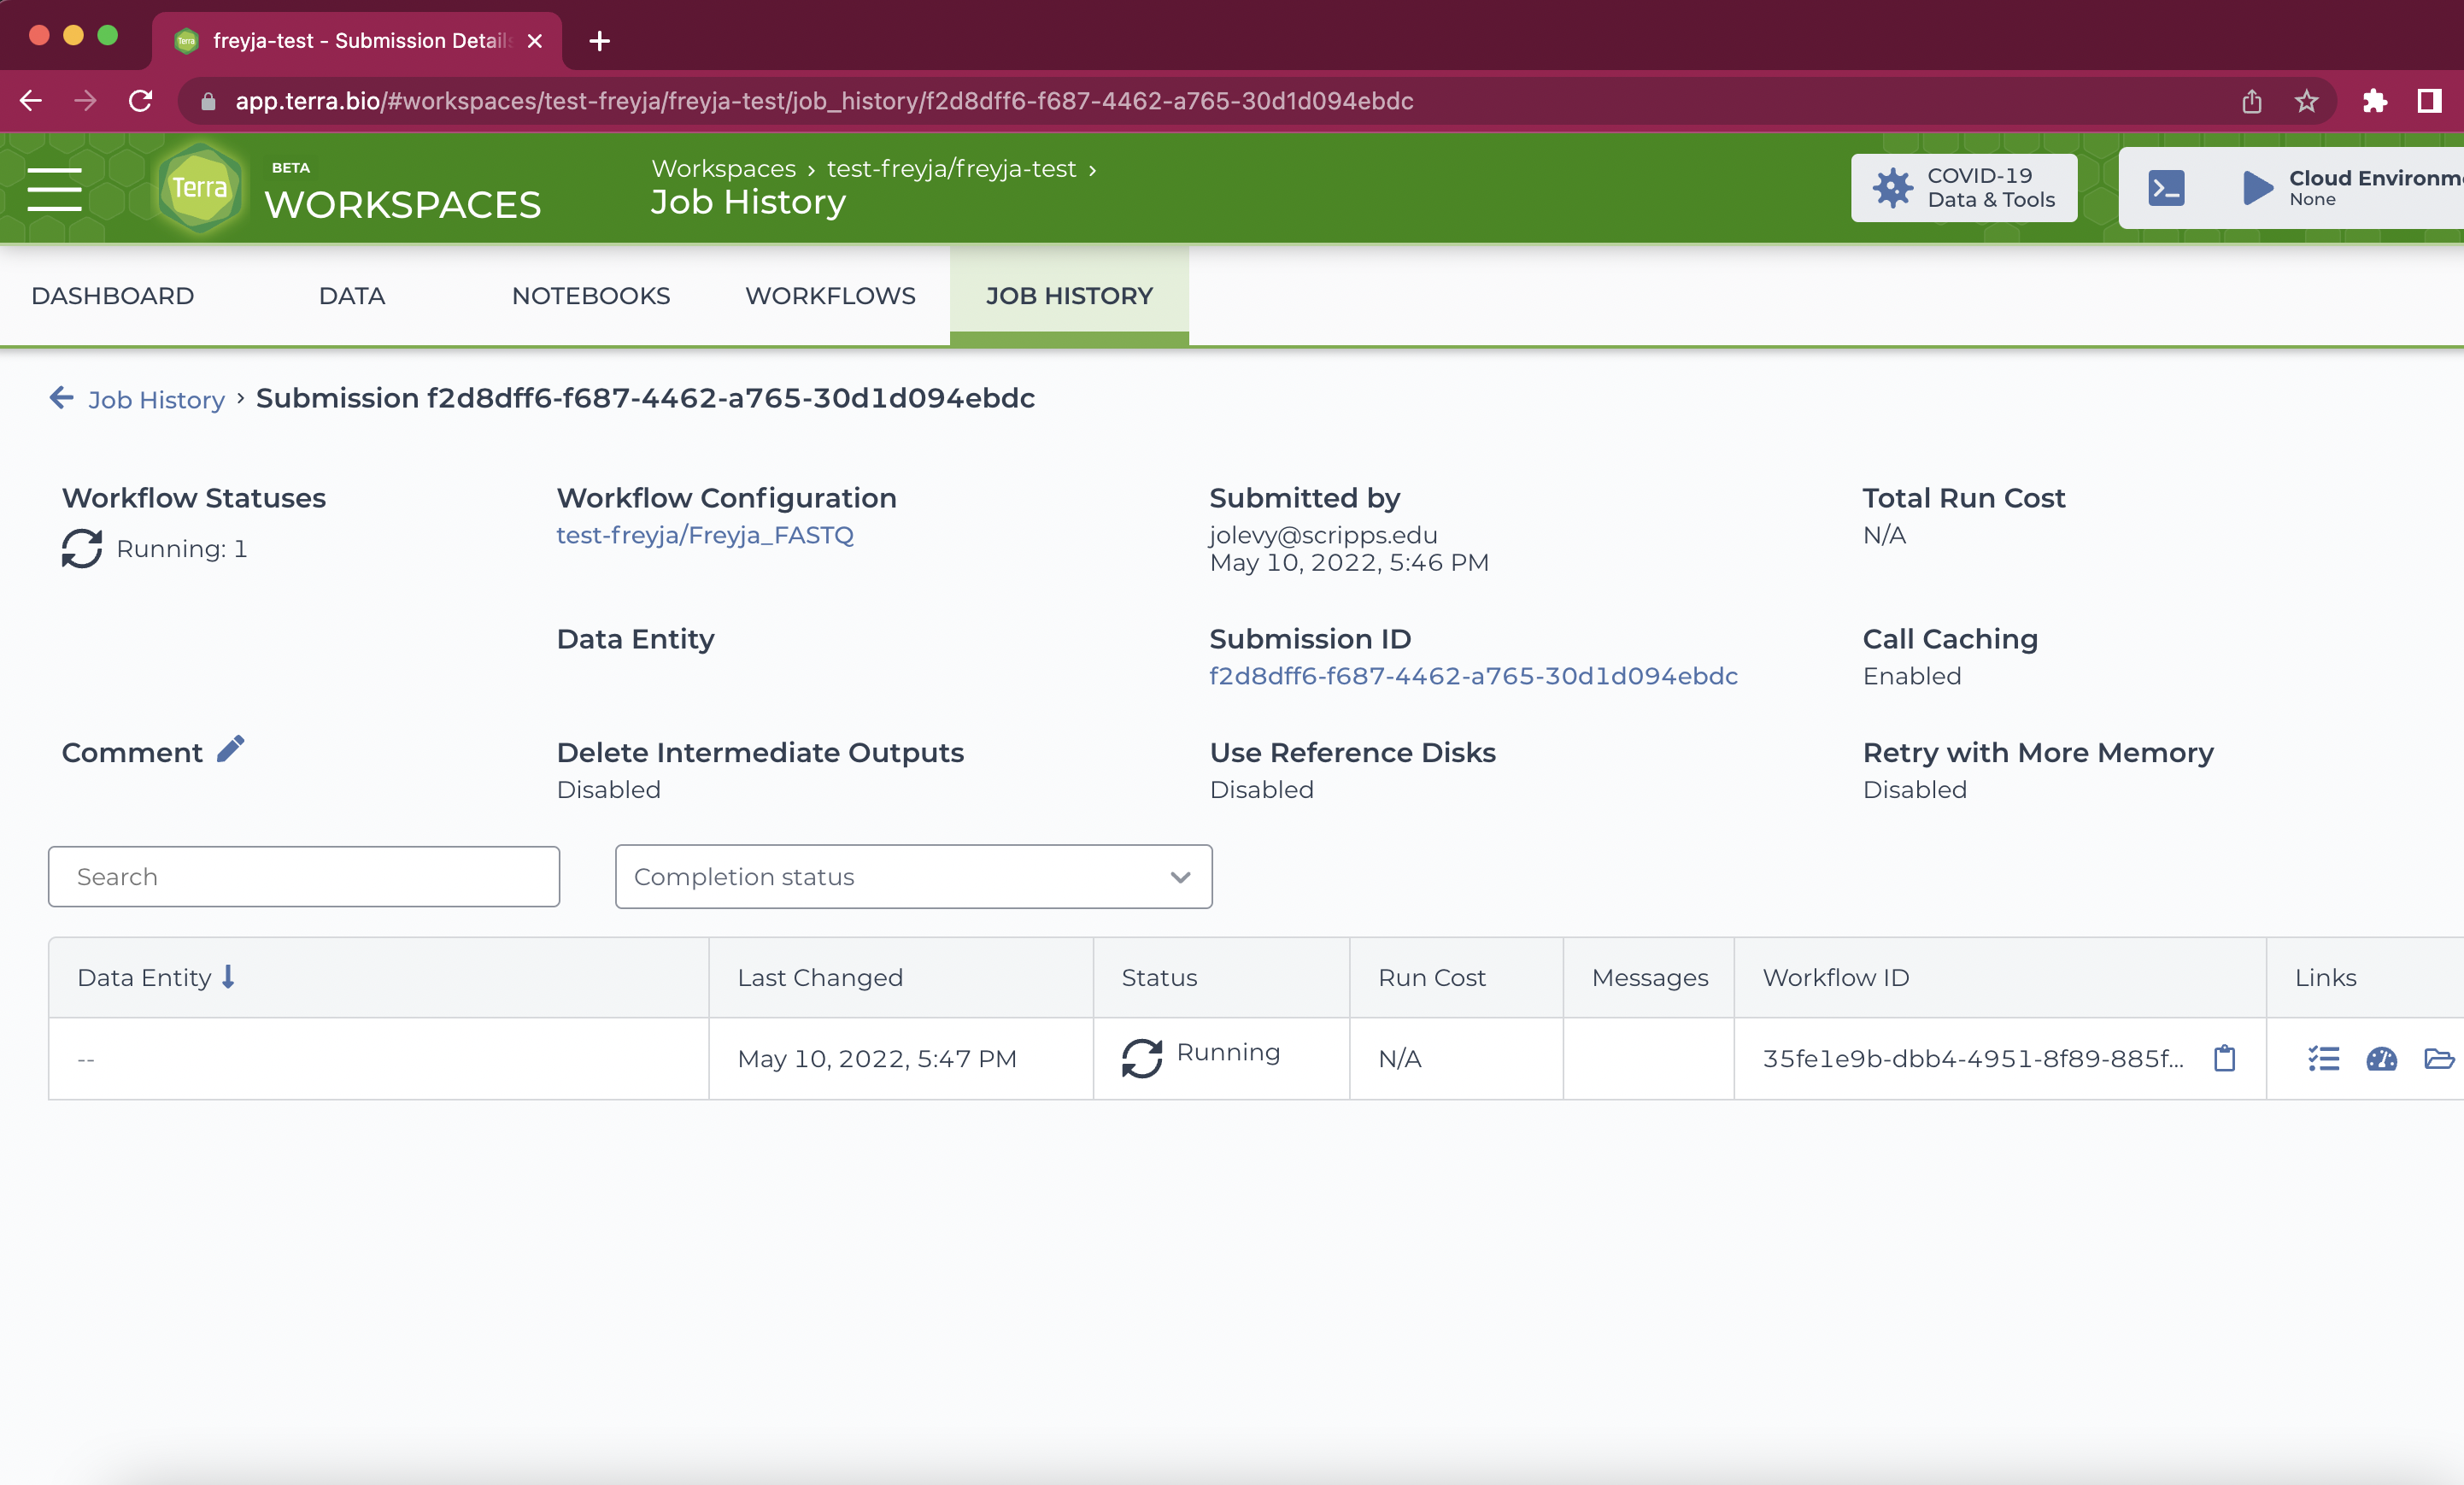 freyja-test - Submission Details
app.terra.bio/#workspaces/test-freyja/freyja-test/job_history/f2d8dff6-f687-4462-a765-30d1d094ebdc
Terra
BETA
WORKSPACES
Workspaces › test-freyja/freyja-test ›
Job History
COVID-19
Data & Tools
Cloud Environm
None
DASHBOARD
DATA
NOTEBOOKS
WORKFLOWS
JOB HISTORY
Job History › Submission f2d8dff6-f687-4462-a765-30d1d094ebdc
Workflow Statuses
Running: 1
Workflow Configuration
test-freyja/Freyja_FASTQ
Submitted by
jolevy@scripps.edu
May 10, 2022, 5:46 PM
Total Run Cost
N/A
Data Entity
Submission ID
f2d8dff6-f687-4462-a765-30d1d094ebdc
Call Caching
Enabled
Comment
Delete Intermediate Outputs
Disabled
Use Reference Disks
Disabled
Retry with More Memory
Disabled
Search
Completion status
Data Entity Last Changed Status Run Cost Messages Workflow ID Links
-- May 10, 2022, 5:47 PM Running N/A 35fe1e9b-dbb4-4951-8f89-885f...